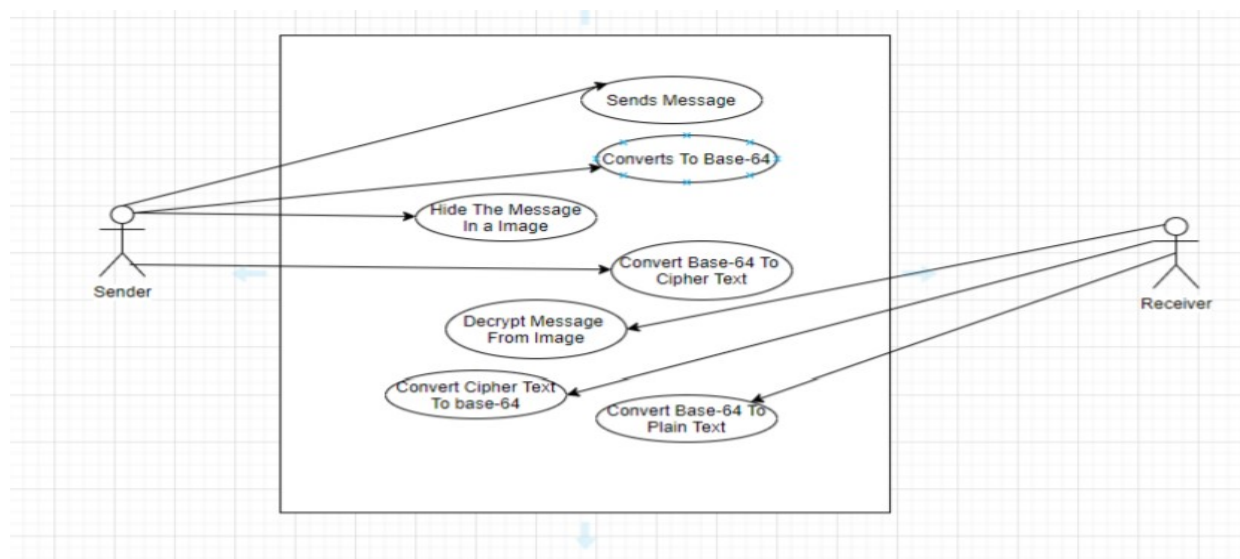 Sends Message
Converts To Base-64
Hide The Message
In a Image
Convert Base-64 To
Cipher Text
Sender
Receiver
Decrypt Message
From Image
Convert Cipher Text
To base-64
Convert Base-64 To
Plain Text